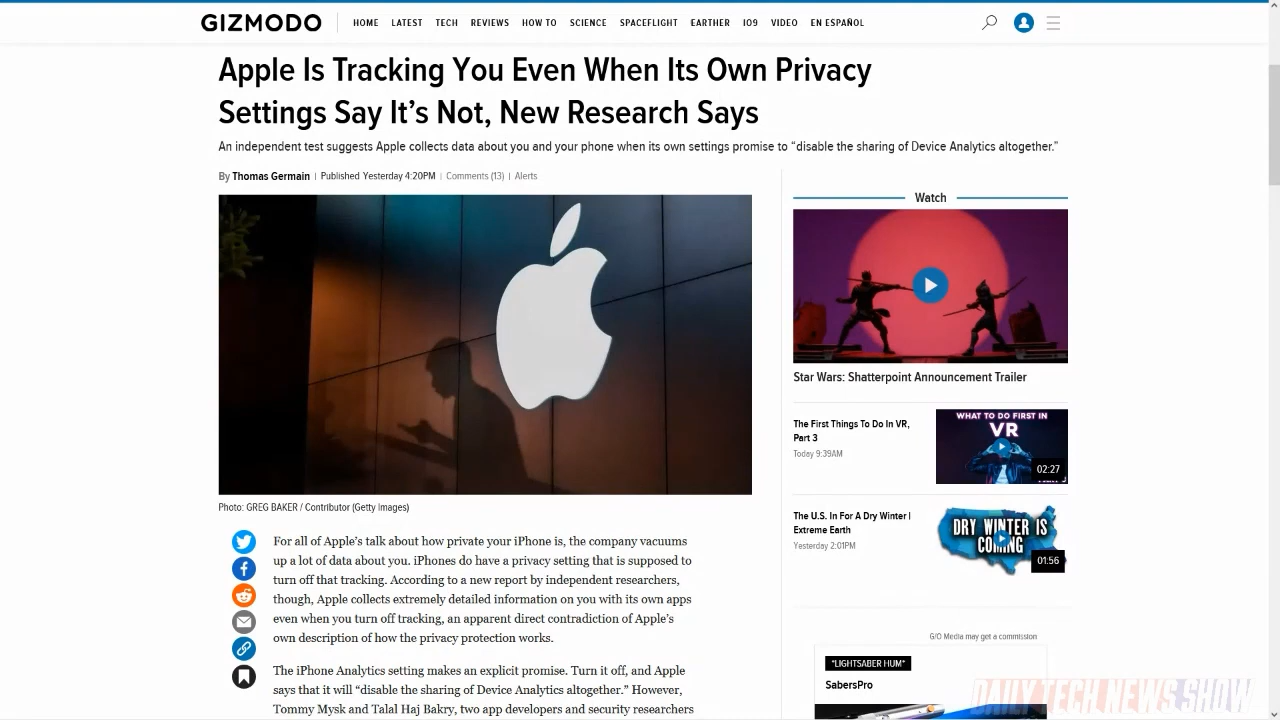 GIZMODO
HOME LATEST TECH REVIEWS HOW TO SCIENCE SPACEFLIGHT EARTHER IO9 VIDEO EN ESPAÑOL
Apple Is Tracking You Even When Its Own Privacy
Settings Say It’s Not, New Research Says
An independent test suggests Apple collects data about you and your phone when its own settings promise to “disable the sharing of Device Analytics altogether.”
By Thomas Germain | Published Yesterday 4:20PM | Comments (13) | Alerts
Photo: GREG BAKER / Contributor (Getty Images)
For all of Apple’s talk about how private your iPhone is, the company vacuums
up a lot of data about you. iPhones do have a privacy setting that is supposed to
turn off that tracking. According to a new report by independent researchers,
though, Apple collects extremely detailed information on you with its own apps
even when you turn off tracking, an apparent direct contradiction of Apple’s
own description of how the privacy protection works.
The iPhone Analytics setting makes an explicit promise. Turn it off, and Apple
says that it will “disable the sharing of Device Analytics altogether.” However,
Tommy Mysk and Talal Haj Bakry, two app developers and security researchers
Watch
Star Wars: Shatterpoint Announcement Trailer
The First Things To Do In VR,
Part 3
Today 9:39AM
WHAT TO DO FIRST IN
VR
02:27
The U.S. In For A Dry Winter |
Extreme Earth
Yesterday 2:01PM
DRY WINTER IS
COMING
01:56
G/O Media may get a commission
*LIGHTSABER HUM*
SabersPro
DAILY TECH NEWS SHOW